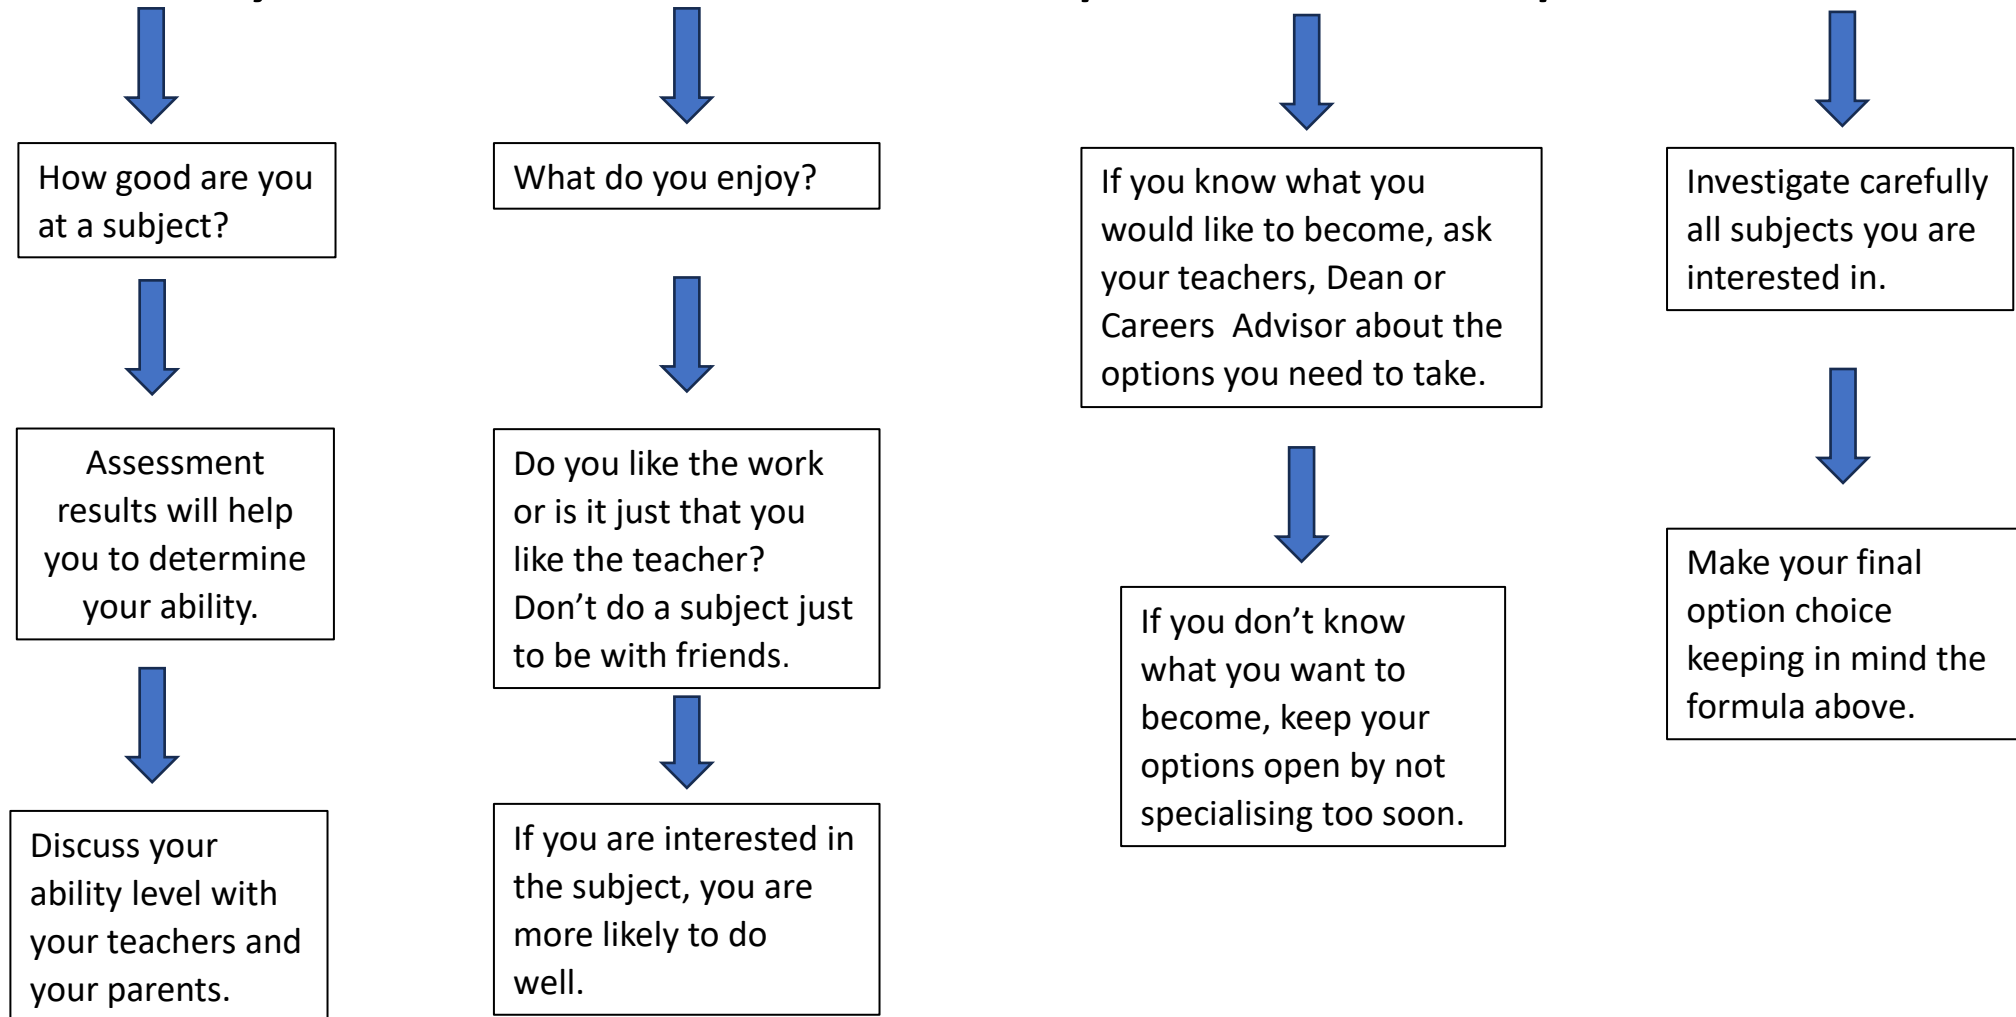 How good are you
at a subject?
Assessment
results will help
you to determine
your ability.
Discuss your
ability level with
your teachers and
your parents.
What do you enjoy?
Do you like the work
or is it just that you
like the teacher?
Don’t do a subject just
to be with friends.
If you are interested in
the subject, you are
more likely to do
well.
If you know what you
would like to become, ask
your teachers, Dean or
Careers  Advisor about the
options you need to take.
If you don’t know
what you want to
become, keep your
options open by not
specialising too soon.
Investigate carefully
all subjects you are
interested in.
Make your final
option choice
keeping in mind the
formula above.